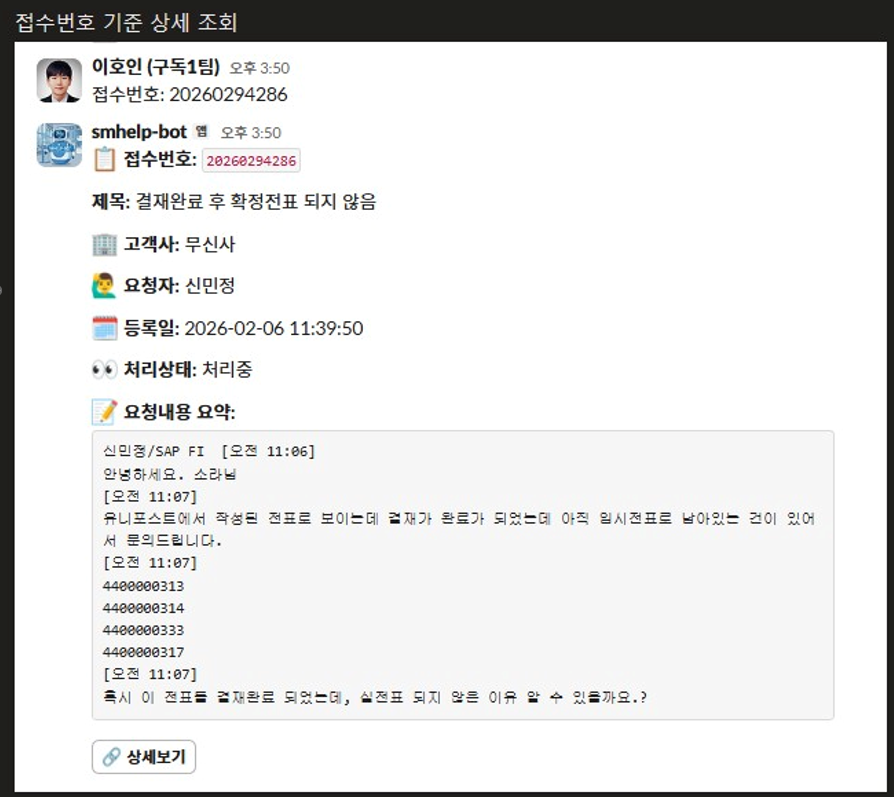 접수번호 기준 상세 조회
이호인 (구독1팀) 오후 3:50
접수번호: 20260294286
smhelp-bot 앱 오후 3:50
접수번호: 20260294286
제목: 결재완료 후 확정전표 되지 않음
고객사: 무신사
요청자: 신민정
등록일: 2026-02-06 11:39:50
처리상태: 처리중
요청내용 요약:
신민정/SAP FI [오전 11:06]
안녕하세요. 소라님
[오전 11:07]
유니포스트에서 작성된 전표로 보이는데 결재가 완료가 되었는데 아직 임시전표로 남아있는 건이 있어
서 문의드립니다.
[오전 11:07]
4400000313
4400000314
4400000333
4400000317
[오전 11:07]
혹시 이 전표들 결재완료 되었는데, 실전표 되지 않은 이유 알 수 있을까요.?
상세보기